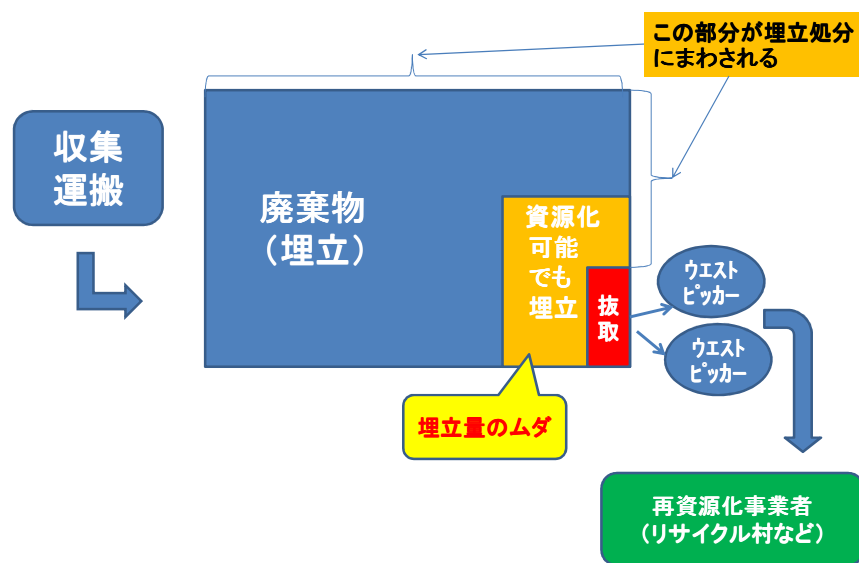 この部分が埋立処分
にまわされる
収集
運搬
廃棄物
（埋立）
資源化
可能
でも
埋立
抜
取
ｳｴｽﾄ
ﾋﾟｯｶｰ
ｳｴｽﾄ
ﾋﾟｯｶｰ
埋立量のムダ
再資源化事業者
（リサイクル村など）